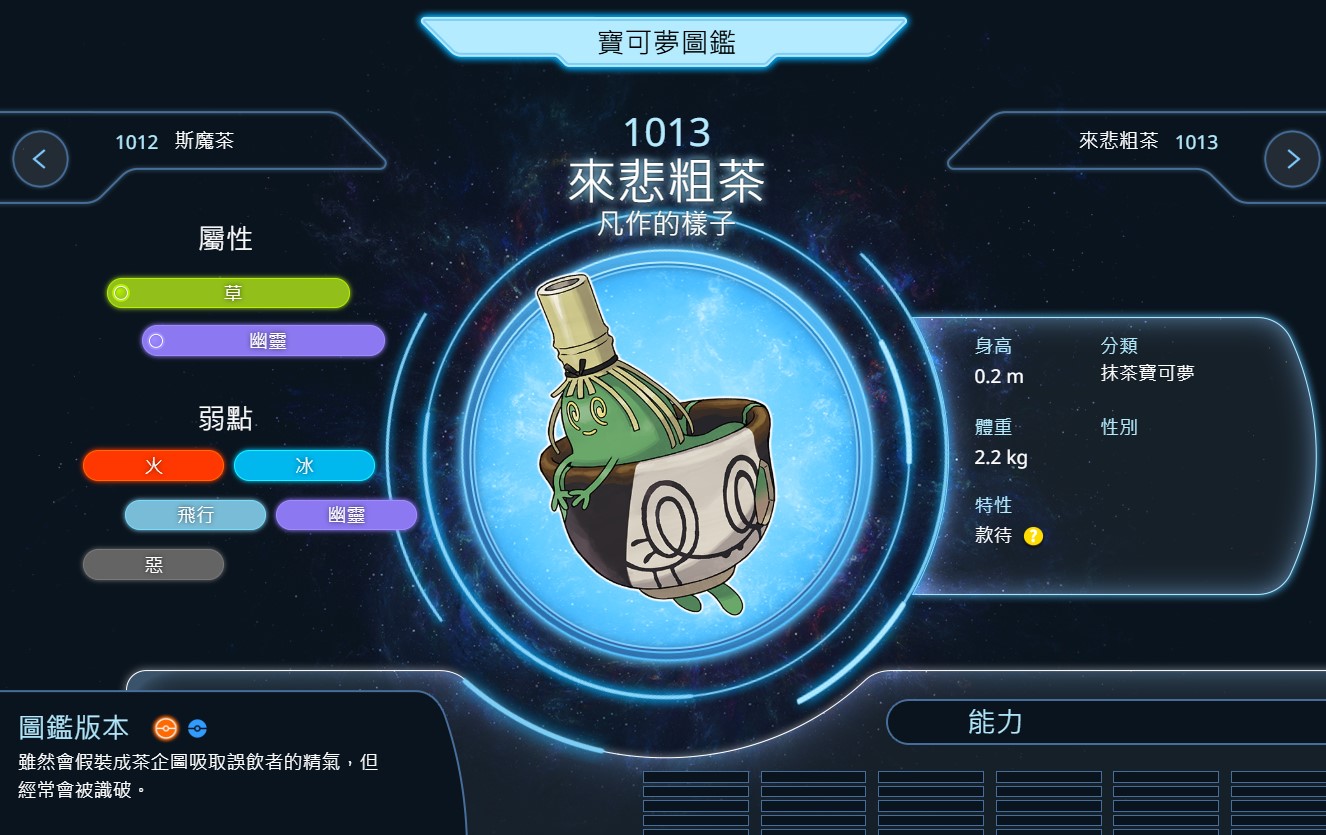 寶可夢圖鑑
1012 斯魔茶
來悲粗茶 1013
1013
來悲粗茶
凡作的樣子
屬性
草
幽靈
弱點
火 冰
飛行 幽靈
惡
身高 分類
0.2 m 抹茶寶可夢
體重 性別
2.2 kg
特性
款待 ?
圖鑑版本
雖然會假裝成茶企圖吸取誤飲者的精氣，但
經常會被識破。
能力